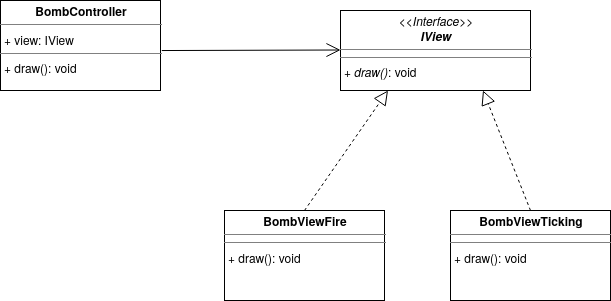 BombController
+ view: IView
+ draw(): void
<<Interface>>
IView
+ draw(): void
BombViewFire
+ draw(): void
BombViewTicking
+ draw(): void